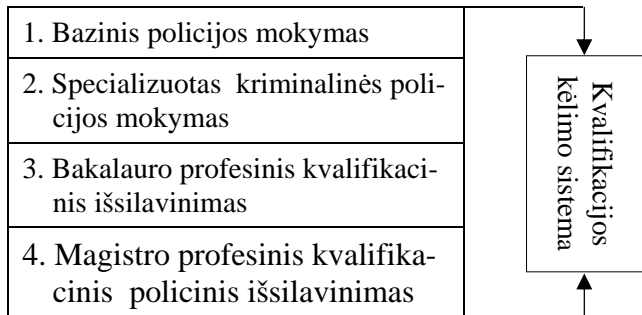 1. Bazinis policijos mokymas
2. Specializuotas kriminalinės poli-
cijos mokymas
3. Bakalauro profesinis kvalifikaci-
nis išsilavinimas
4. Magistro profesinis kvalifika-
cinis policinis išsilavinimas
Kvalifikacijos
kėlimo sistema